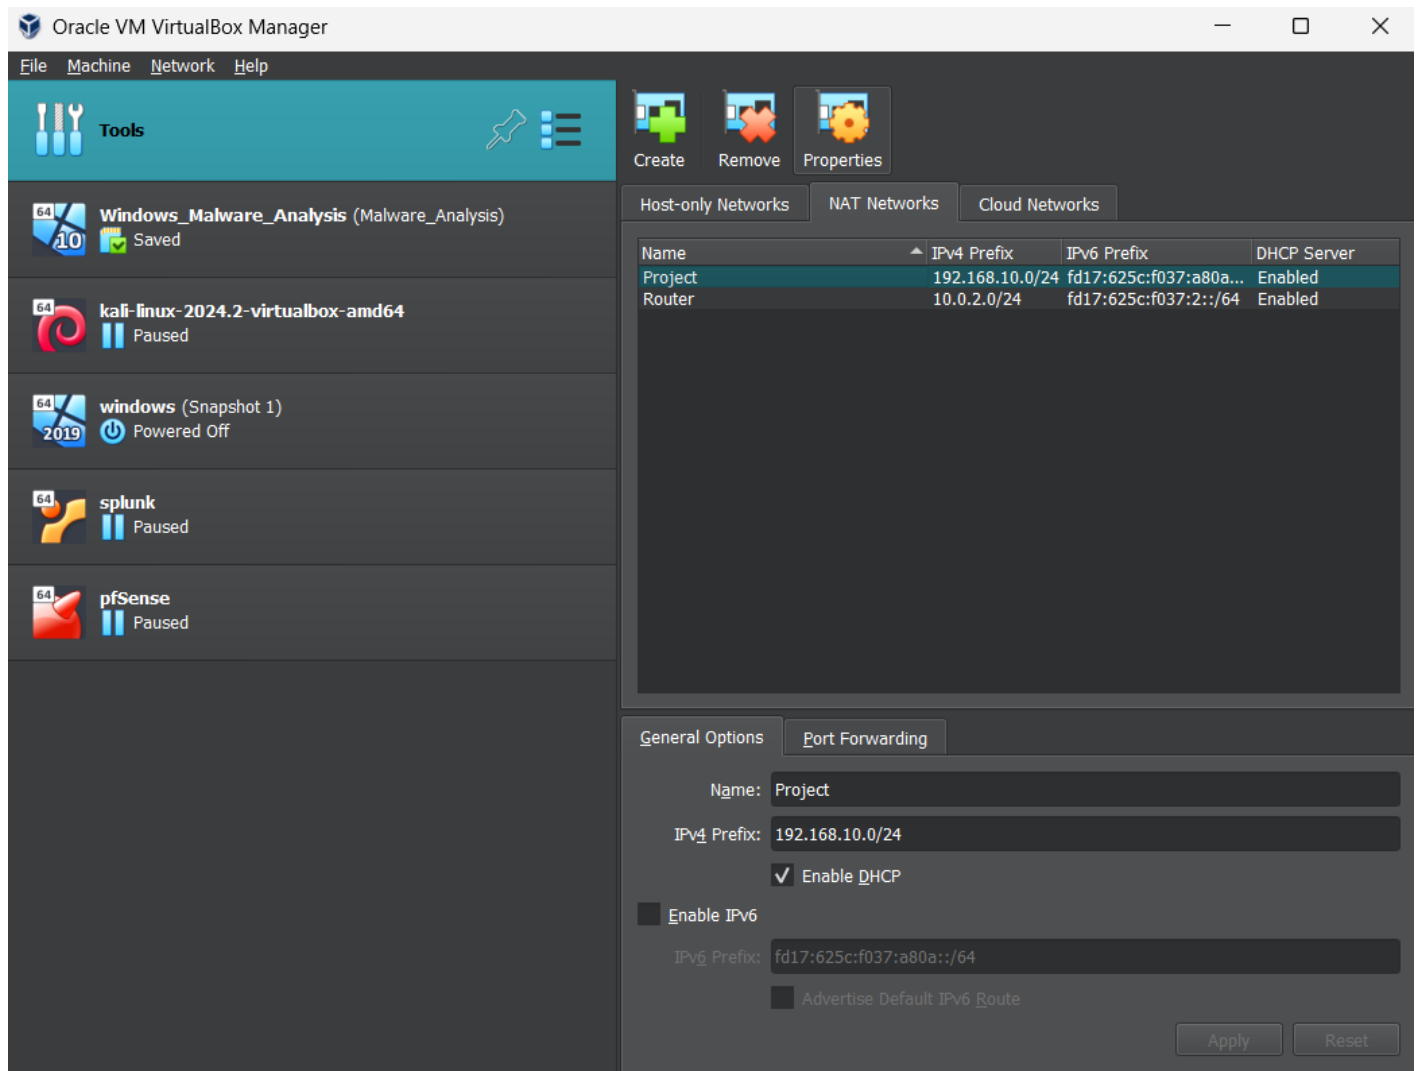 Oracle VM VirtualBox Manager
File Machine Network Help
Tools
64 10 Windows_Malware_Analysis (Malware_Analysis)
Saved
64 kali-linux-2024.2-virtualbox-amd64
Paused
64 2019 windows (Snapshot 1)
Powered Off
64 splunk
Paused
64 pfSense
Paused
Create Remove Properties
Host-only Networks NAT Networks Cloud Networks
Name IPv4 Prefix IPv6 Prefix DHCP Server
Project 192.168.10.0/24 fd17:625c:f037:a80a... Enabled
Router 10.0.2.0/24 fd17:625c:f037:2::/64 Enabled
General Options Port Forwarding
Name: Project
IPv4 Prefix: 192.168.10.0/24
Enable DHCP
Enable IPv6
IPv6 Prefix: fd17:625c:f037:a80a::/64
Advertise Default IPv6 Route
Apply Reset